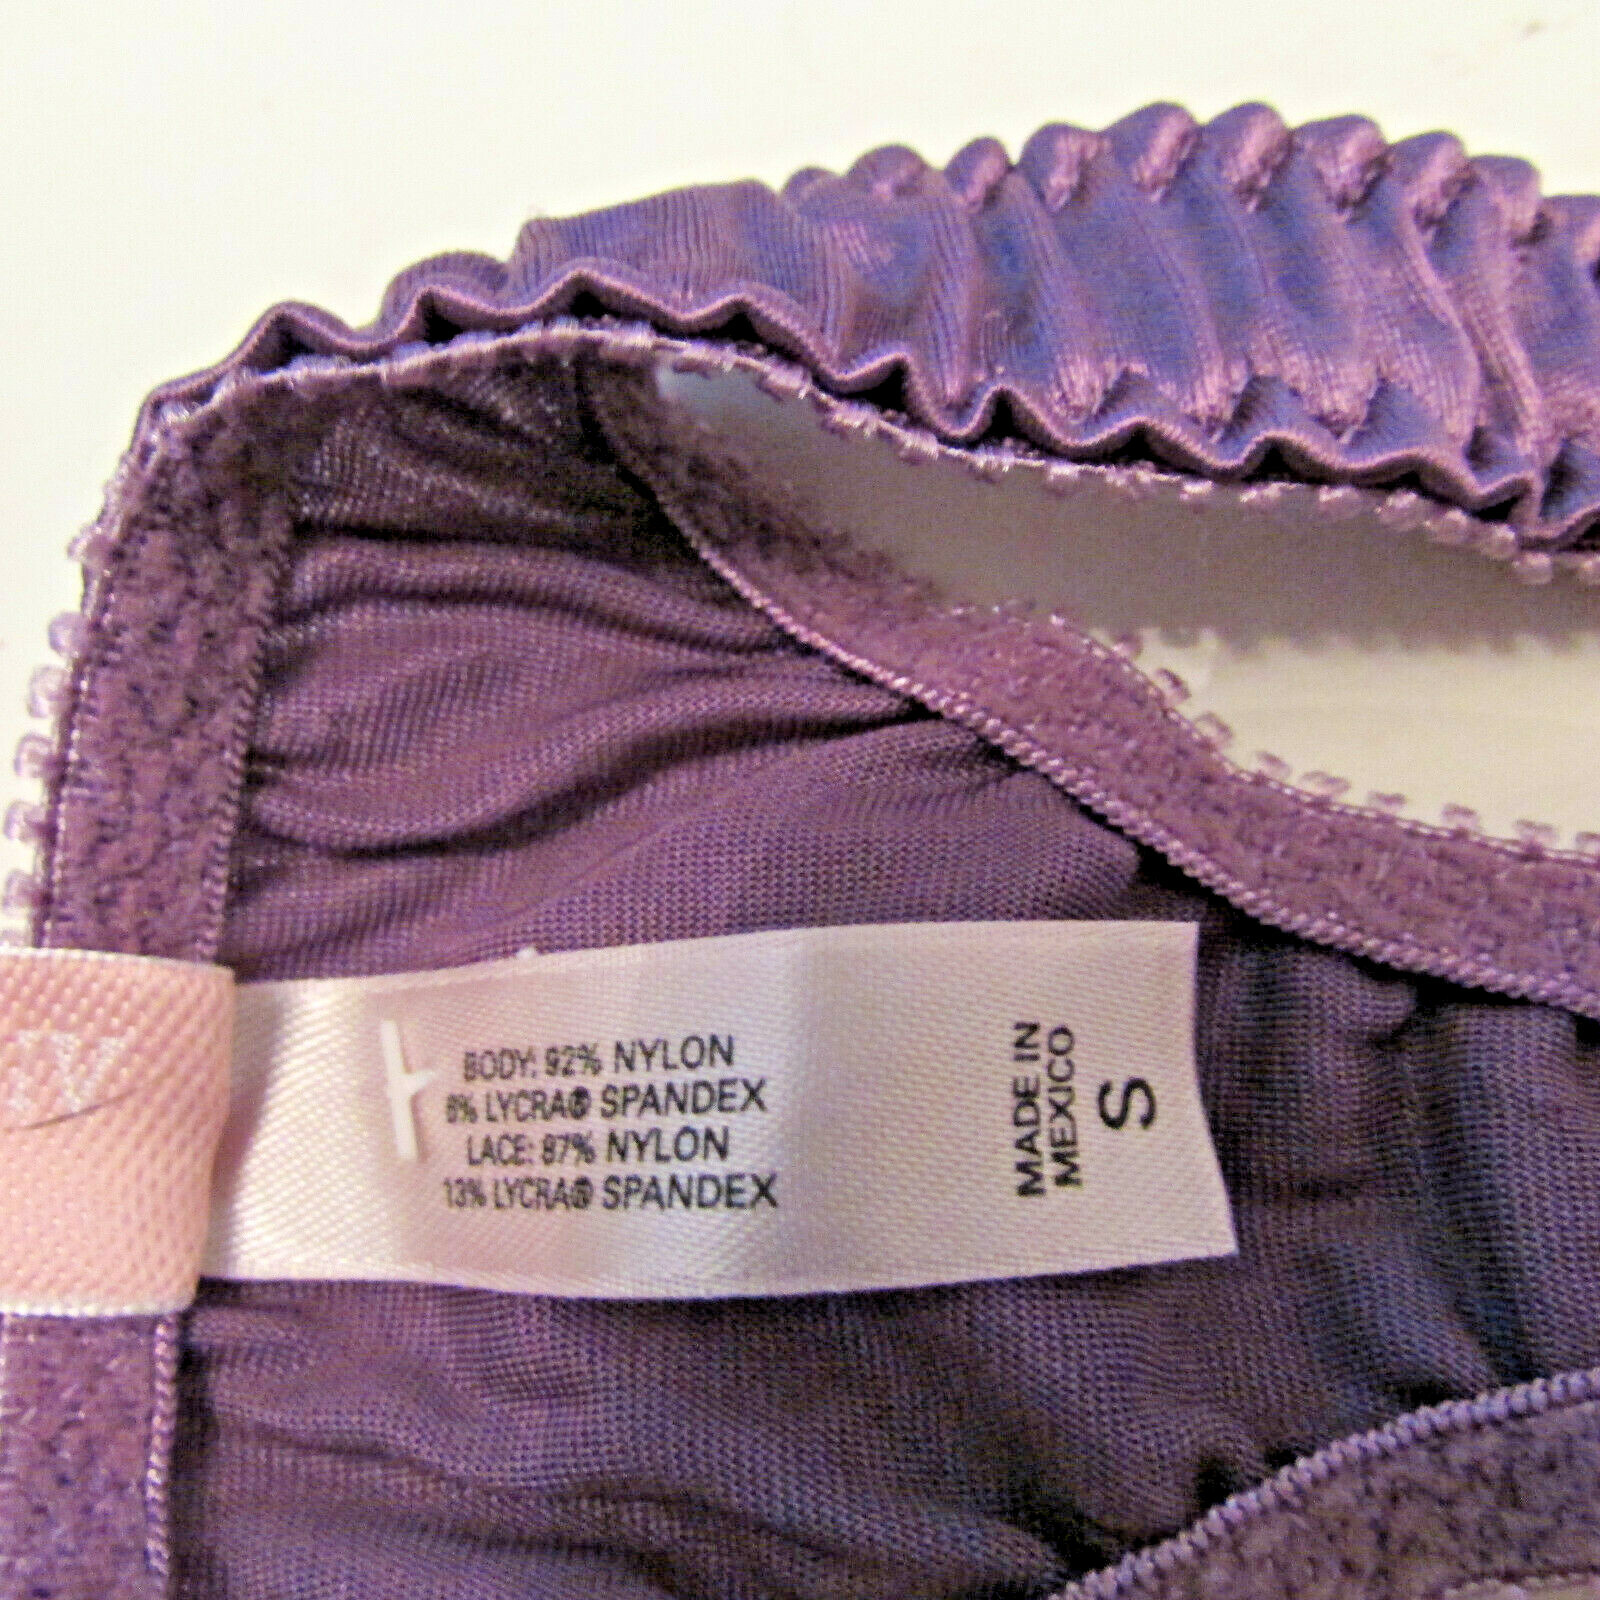 BODY: 92% NYLON
8% LYCRA® SPANDEX
LACE: 87% NYLON
13% LYCRA® SPANDEX
MADE IN
MEXICO
S